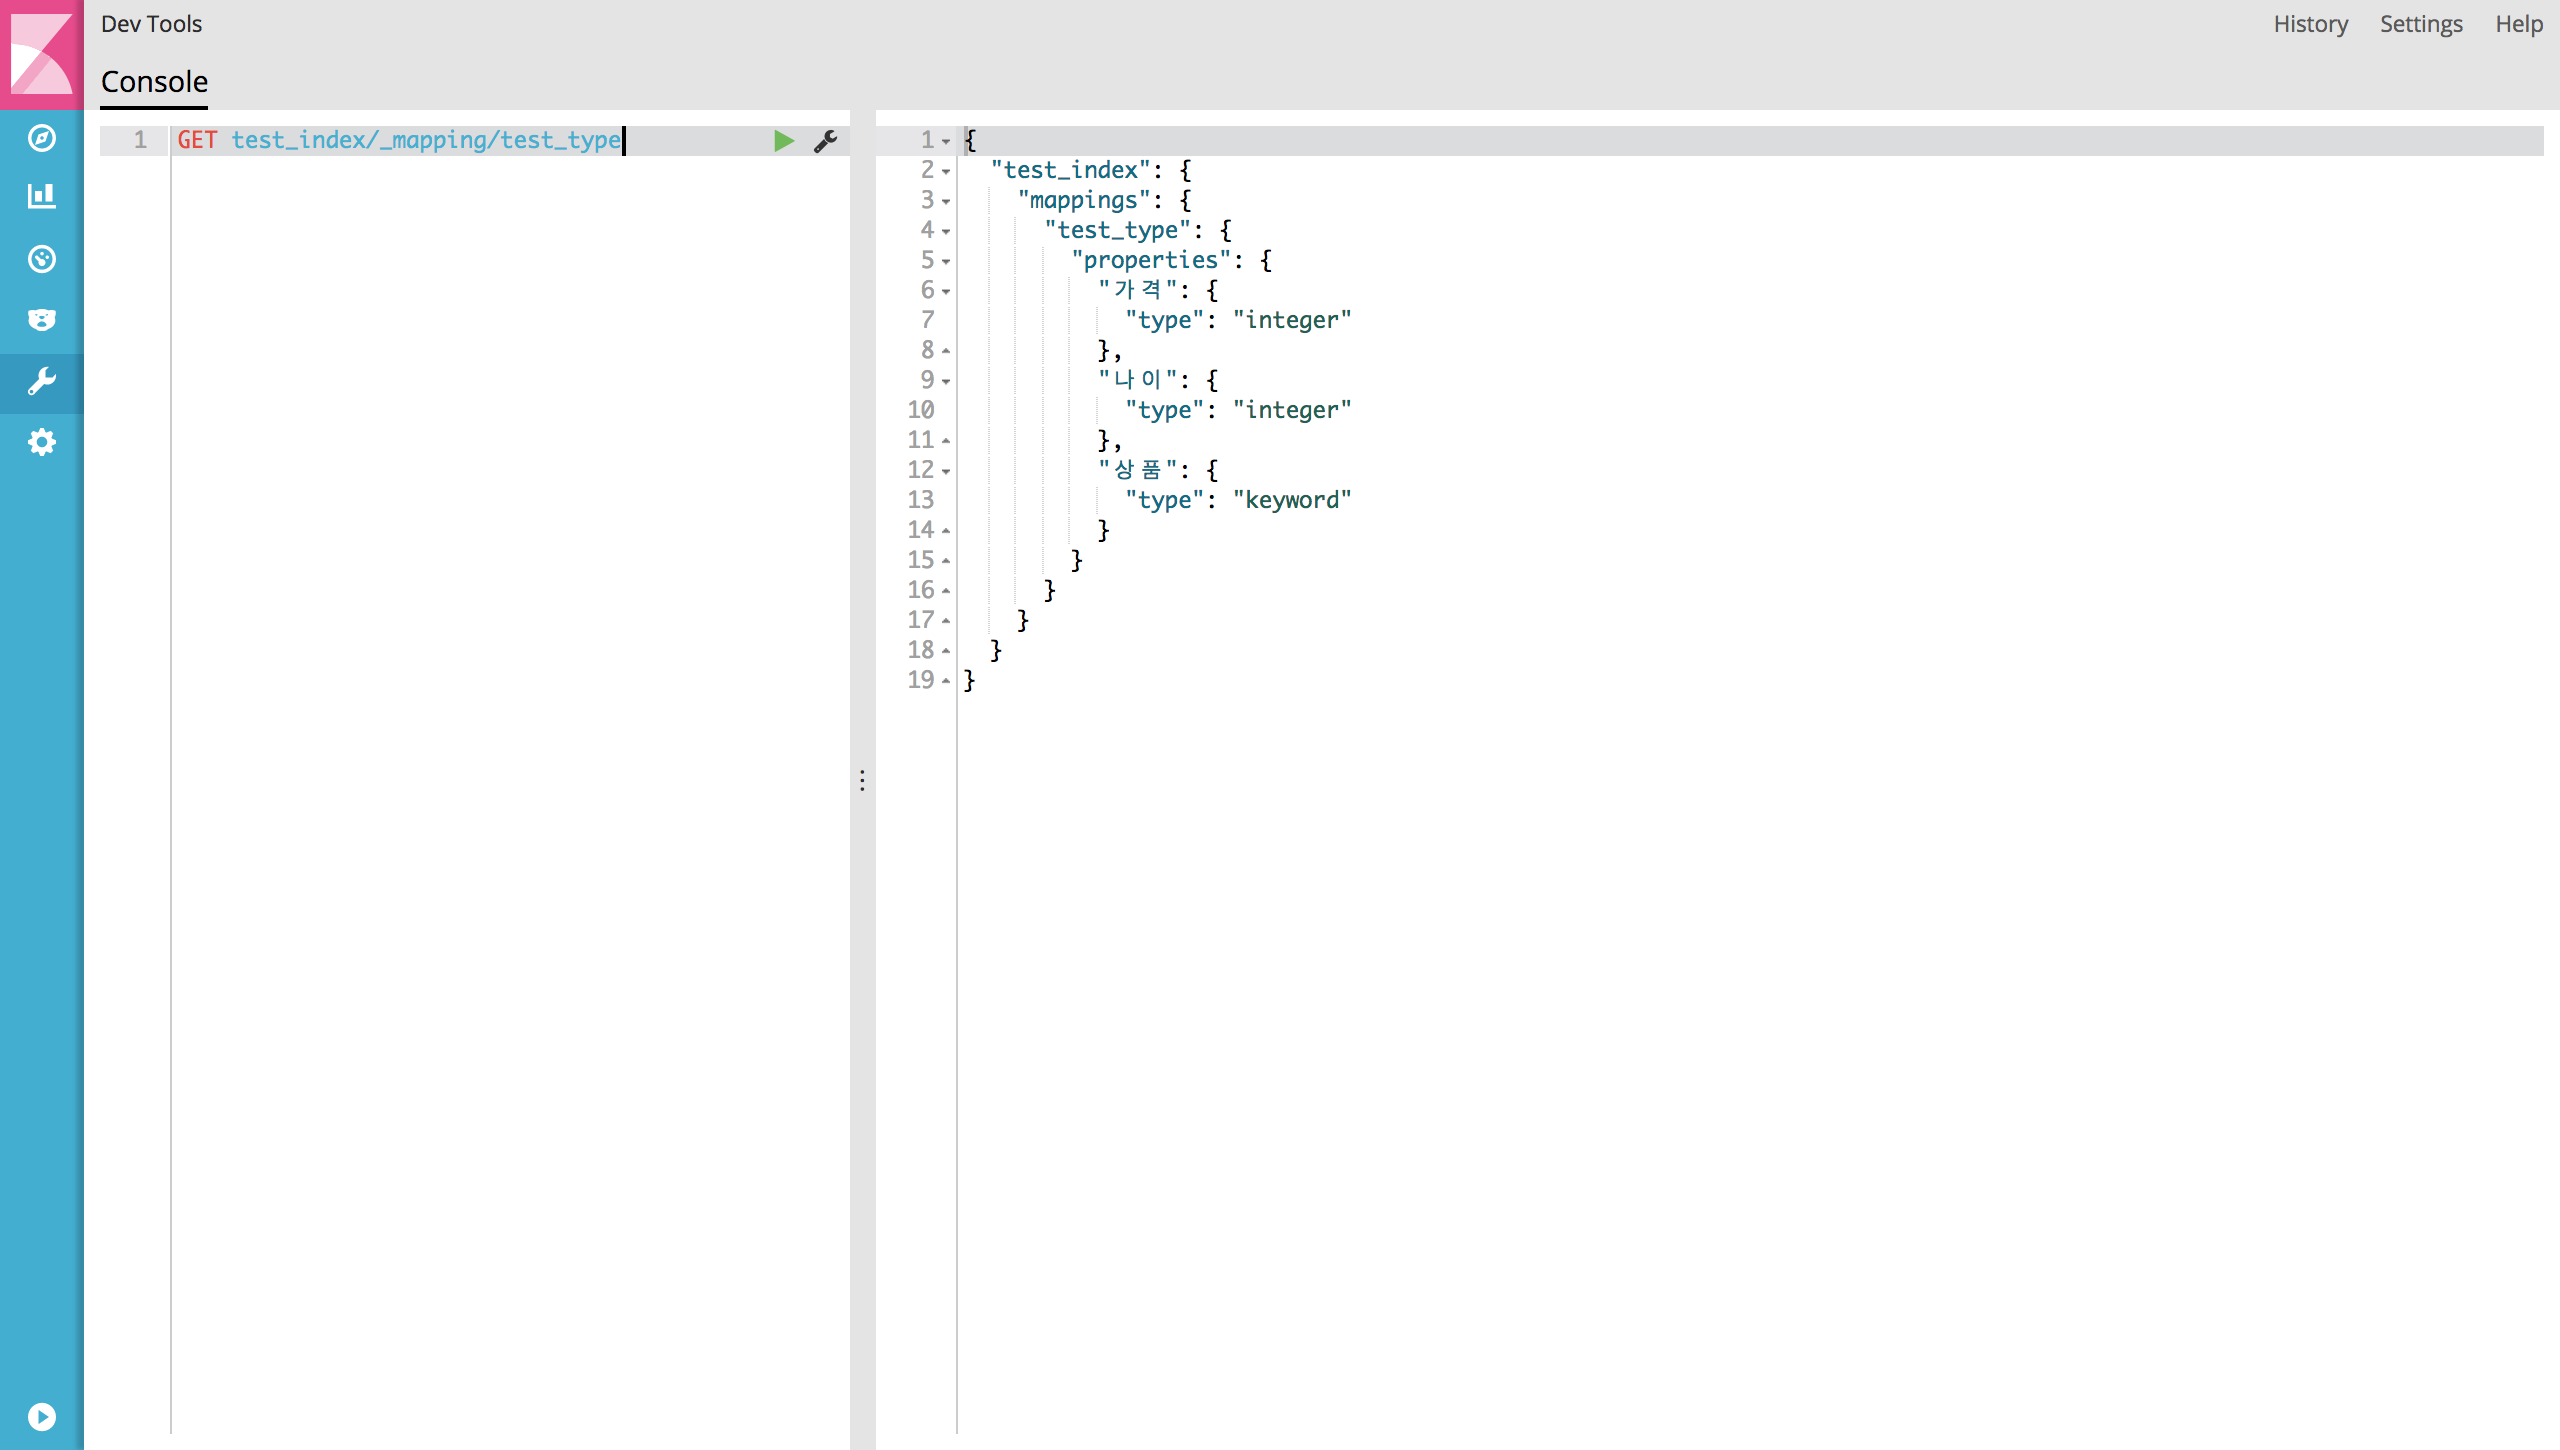 Dev Tools
History Settings Help
Console
1 GET test_index/_mapping/test_type
1 {
2 "test_index": {
3 "mappings": {
4 "test_type": {
5 "properties": {
6 "가격": {
7 "type": "integer"
8 },
9 "나이": {
10 "type": "integer"
11 },
12 "상품": {
13 "type": "keyword"
14 }
15 }
16 }
17 }
18 }
19 }